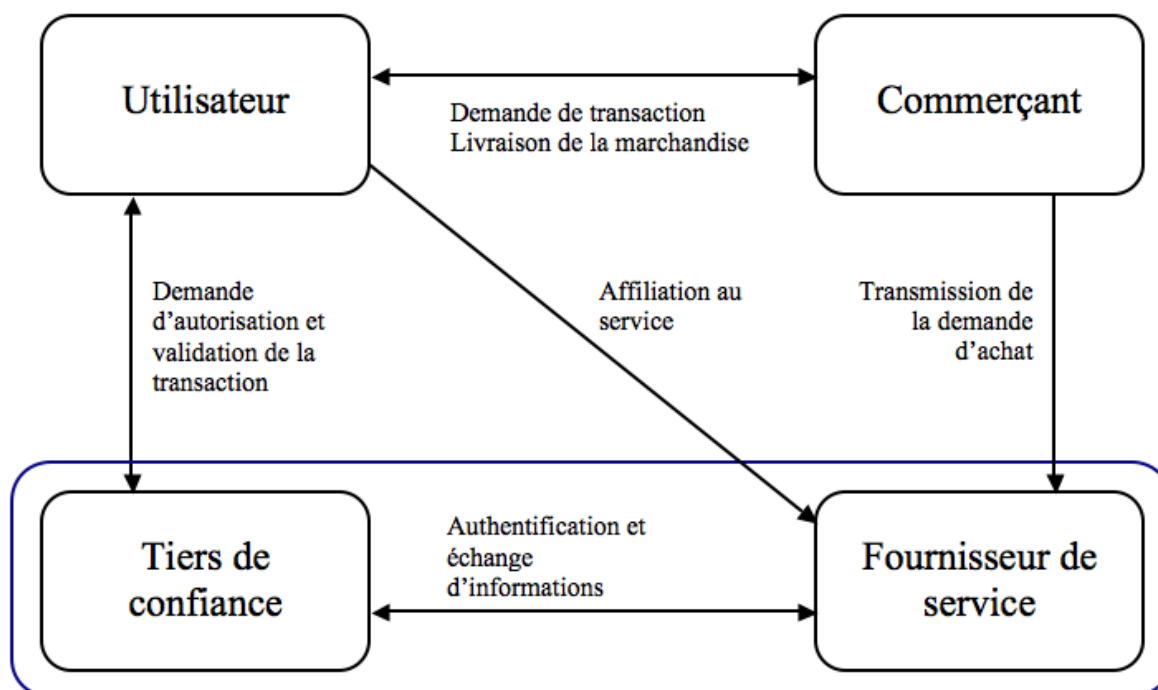 Utilisateur
Commerçant
Demande de transaction
Livraison de la marchandise
Demande
d’autorisation et
validation de la
transaction
Affiliation au
service
Transmission de
la demande
d’achat
Tiers de
confiance
Authentification et
échange
d’informations
Fournisseur de
service